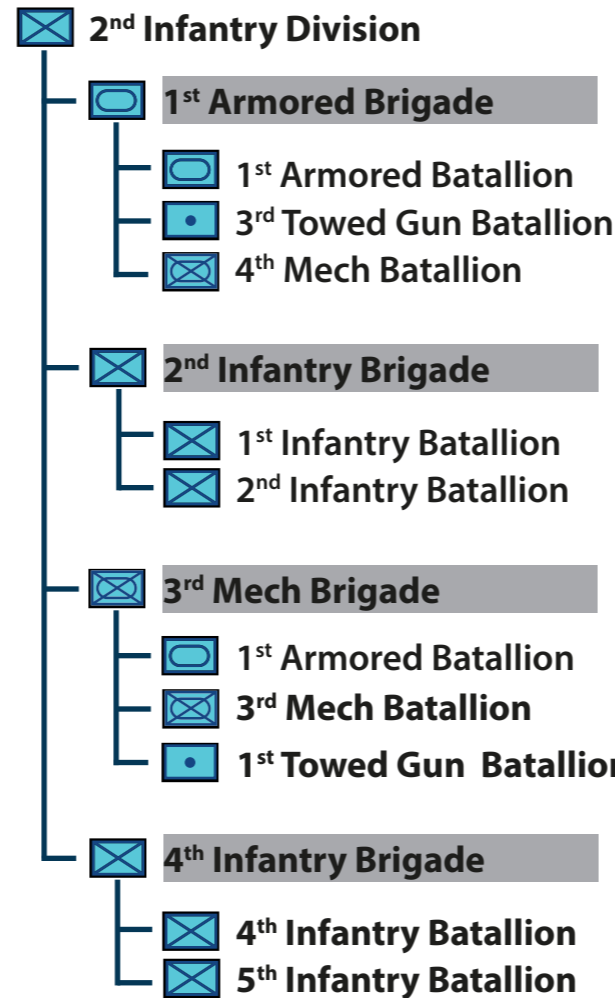 2nd Infantry Division
1st Armored Brigade
1st Armored Batallion
3rd Towed Gun Batallion
4th Mech Batallion
2nd Infantry Brigade
1st Infantry Batallion
2nd Infantry Batallion
3rd Mech Brigade
1st Armored Batallion
3rd Mech Batallion
1st Towed Gun Batallion
4th Infantry Brigade
4th Infantry Batallion
5th Infantry Batallion